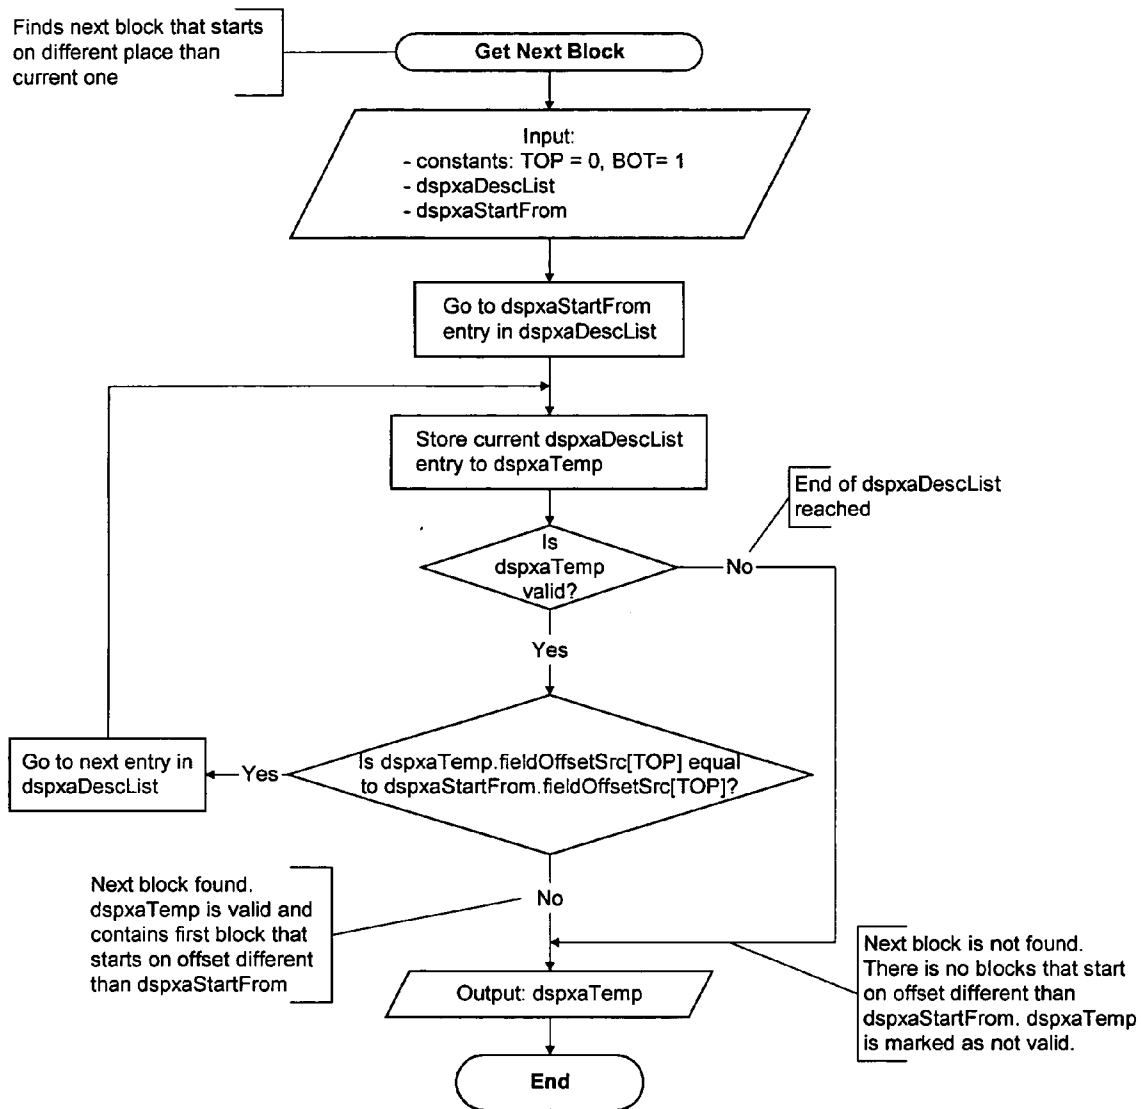 Finds next block that starts
on different place than
current one
Get Next Block
Input:
- constants: TOP = 0, BOT= 1
- dspxaDescList
- dspxaStartFrom
Go to dspxaStartFrom
entry in dspxaDescList
Store current dspxaDescList
entry to dspxaTemp
End of dspxaDescList
reached
Is
dspxaTemp
valid?
No
Yes
Is dspxaTemp.fieldOffsetSrc[TOP] equal
to dspxaStartFrom.fieldOffsetSrc[TOP]?
Yes
Go to next entry in
dspxaDescList
No
Next block found.
dspxaTemp is valid and
contains first block that
starts on offset different
than dspxaStartFrom
Next block is not found.
There is no blocks that start
on offset different than
dspxaStartFrom. dspxaTemp
is marked as not valid.
Output: dspxaTemp
End